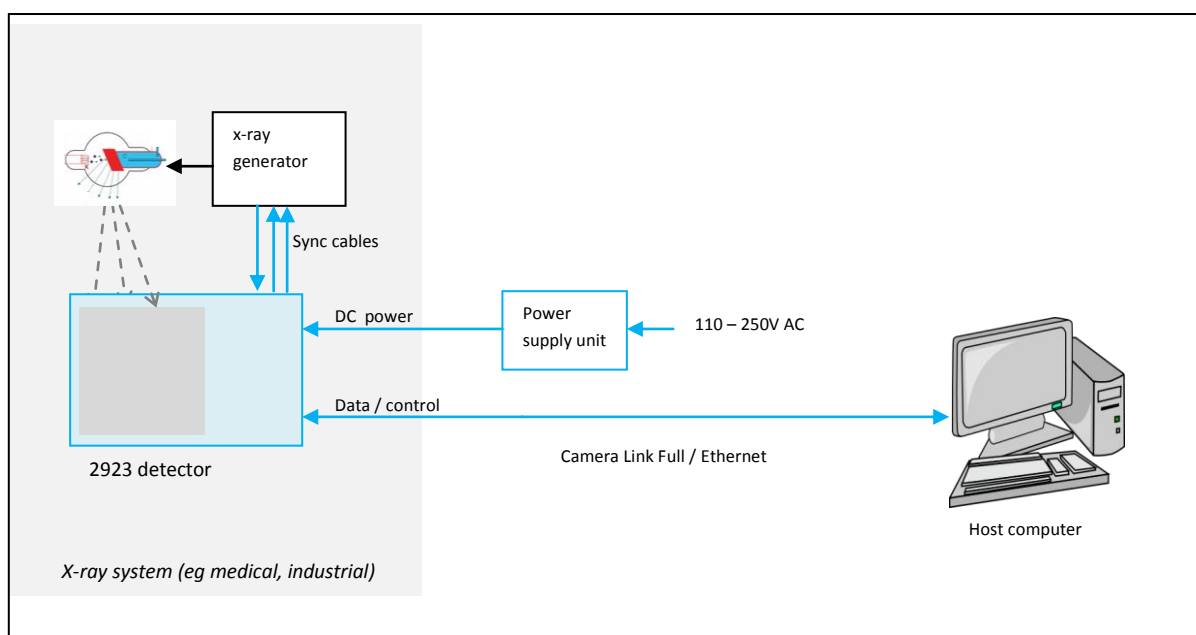 x-ray
generator
Sync cables
DC  power
Power
supply unit
110 – 250V AC
Data / control
Camera Link Full / Ethernet
2923 detector
Host computer
X-ray system (eg medical, industrial)